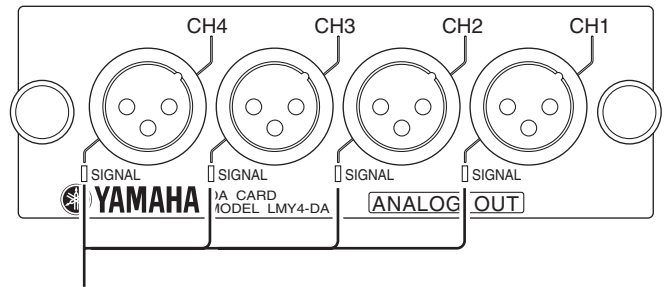 CH4 CH3 CH2 CH1
SIGNAL SIGNAL SIGNAL SIGNAL
YAMAHA DA CARD
MODEL LMY4-DA
ANALOG OUT